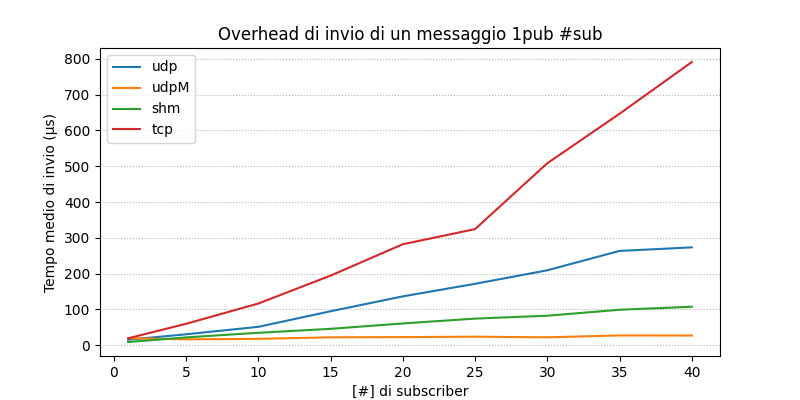 Overhead di invio di un messaggio 1pub #sub
udp
udpM
shm
tcp
Tempo medio di invio (μs)
800
700
600
500
400
300
200
100
0
0 5 10 15 20 25 30 35 40
[#] di subscriber